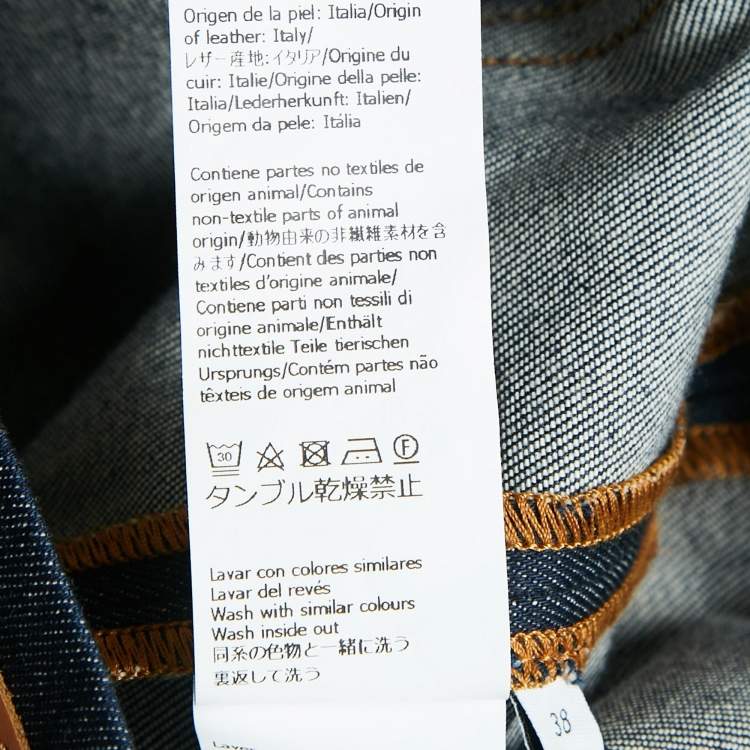 Origen de la piel: Italia/Origin
of leather: Italy/
レザー産地:イタリア/Origine du
cuir: Italie/Origine della pelle:
Italia/Lederherkunft: Italien/
Origem da pele: Itália
Contiene partes no textiles de
origen animal/Contains
non-textile parts of animal
origin/動物由来の非繊維素材を含
みます/Contient des parties non
textiles d'origine animale/
Contiene parti non tessili di
origine animale/Enthält
nichttextile Teile tierischen
Ursprungs/Contém partes não
têxteis de origem animal
30 F
タンブル乾燥禁止
Lavar con colores similares
Lavar del revés
Wash with similar colours
Wash inside out
同系の色物と一緒に洗う
裏返して洗う
38